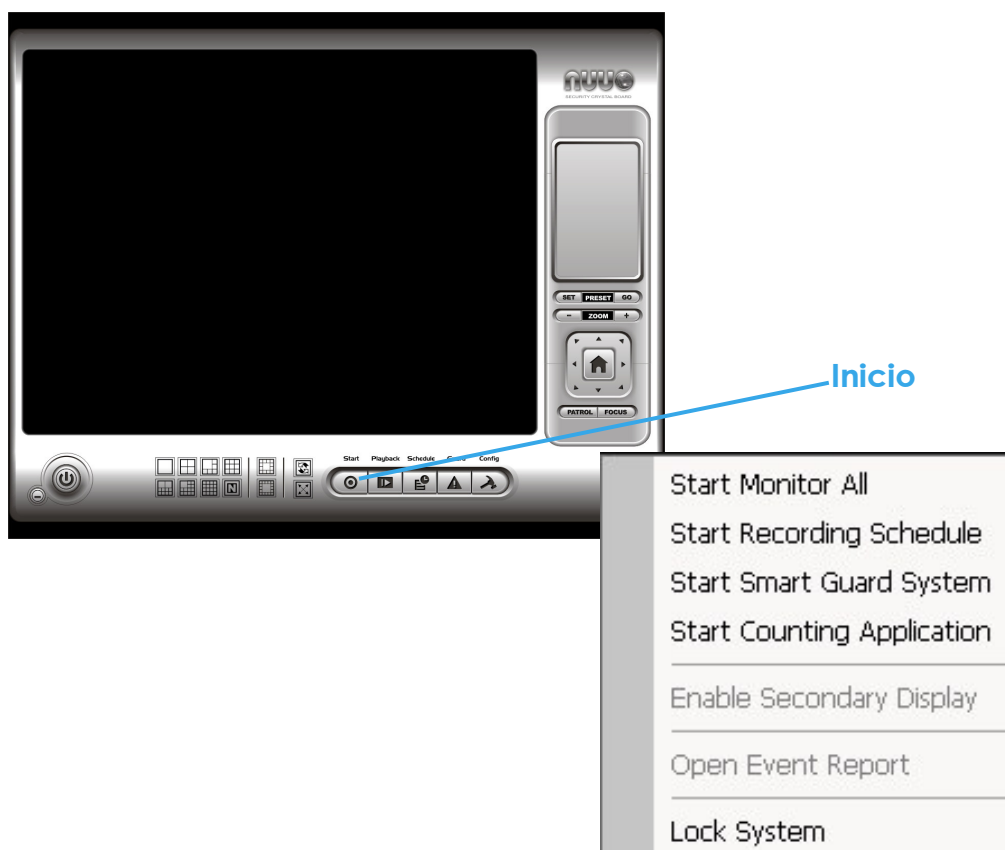 NUUO
SECURITY CRYSTAL BOARD
SET PRESET GO
- ZOOM +
PATROL FOCUS
Inicio
Start Playback Schedule Guard Config
N
Start Monitor All
Start Recording Schedule
Start Smart Guard System
Start Counting Application
Enable Secondary Display
Open Event Report
Lock System